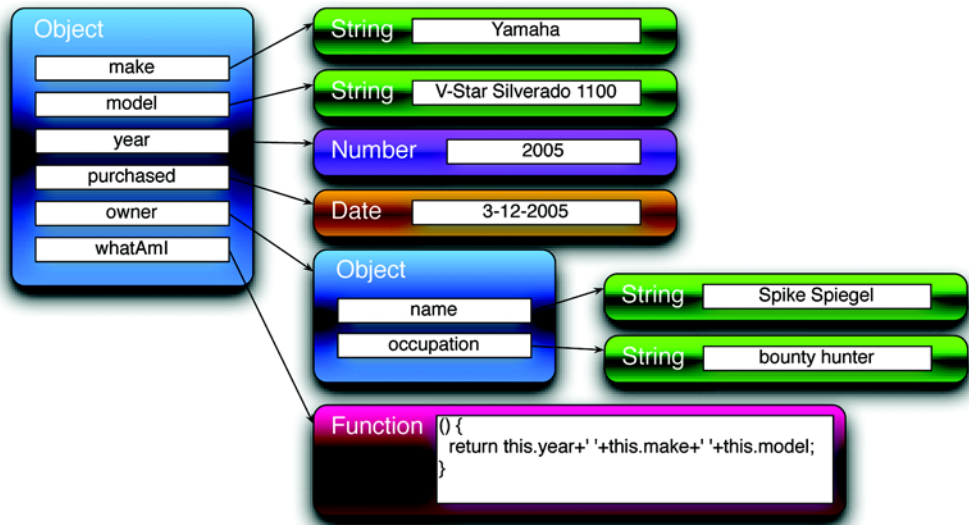 Object
make
model
year
purchased
owner
whatAmI
String
Yamaha
String
V-Star Silverado 1100
Number
2005
Date
3-12-2005
Object
name
occupation
String
Spike Spiegel
String
bounty hunter
Function
() {
return this.year+' '+this.make+' '+this.model;
}